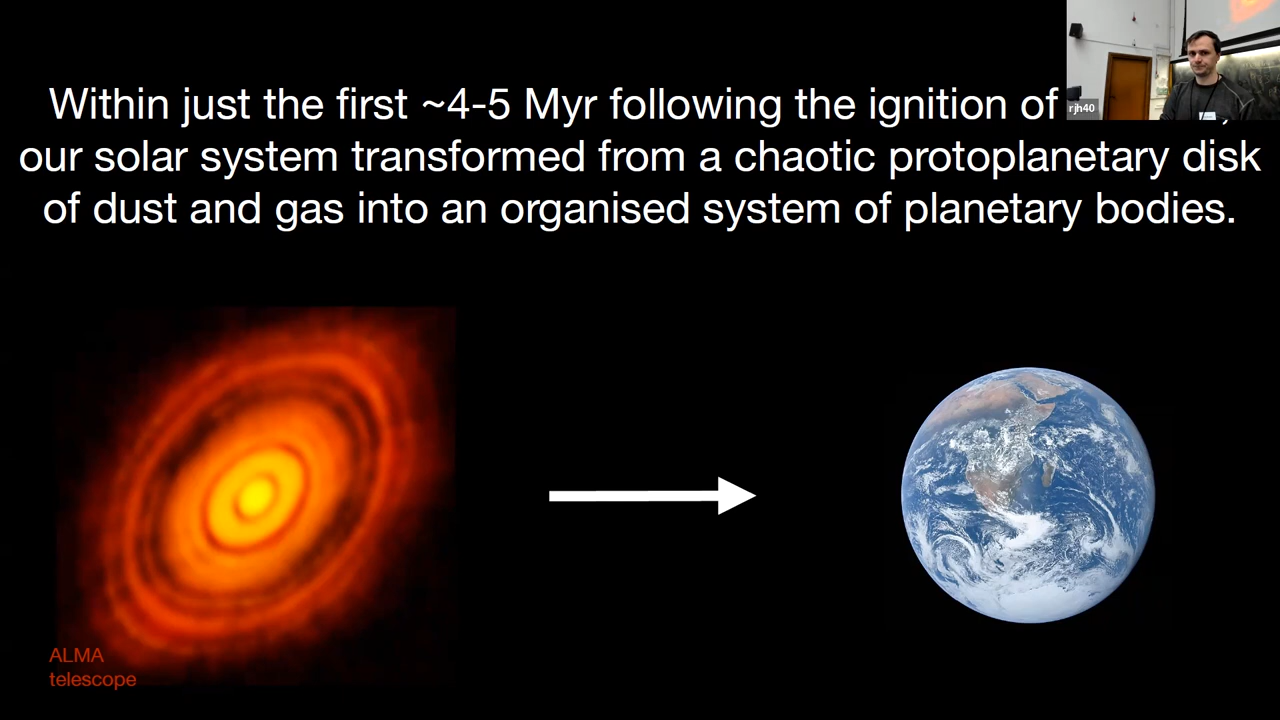 Within just the first ~4-5 Myr following the ignition of
rjh40
our solar system transformed from a chaotic protoplanetary disk
of dust and gas into an organised system of planetary bodies.
ALMA
telescope